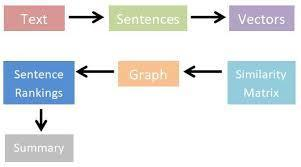 Text
Sentences
Vectors
Similarity
Matrix
Graph
Sentence
Rankings
Summary